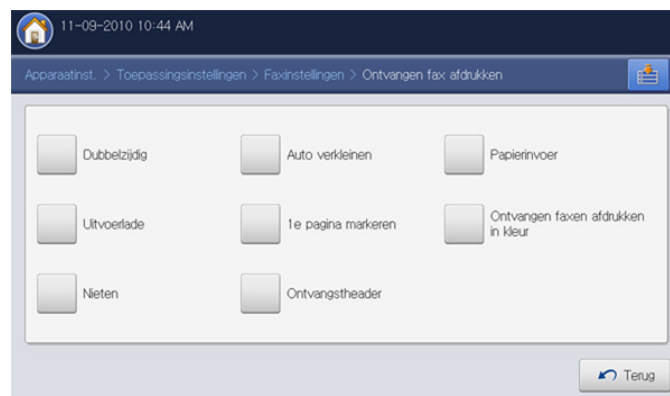 11-09-2010 10:44 AM
Apparaatinst. > Toepassingsinstellingen > Faxinstellingen > Ontvangen fax afdrukken
Dubbelzijdig
Auto verkleinen
Papierinvoer
Uitvoerlade
1e pagina markeren
Ontvangen faxen afdrukken
in kleur
Nieten
Ontvangstheader
Terug